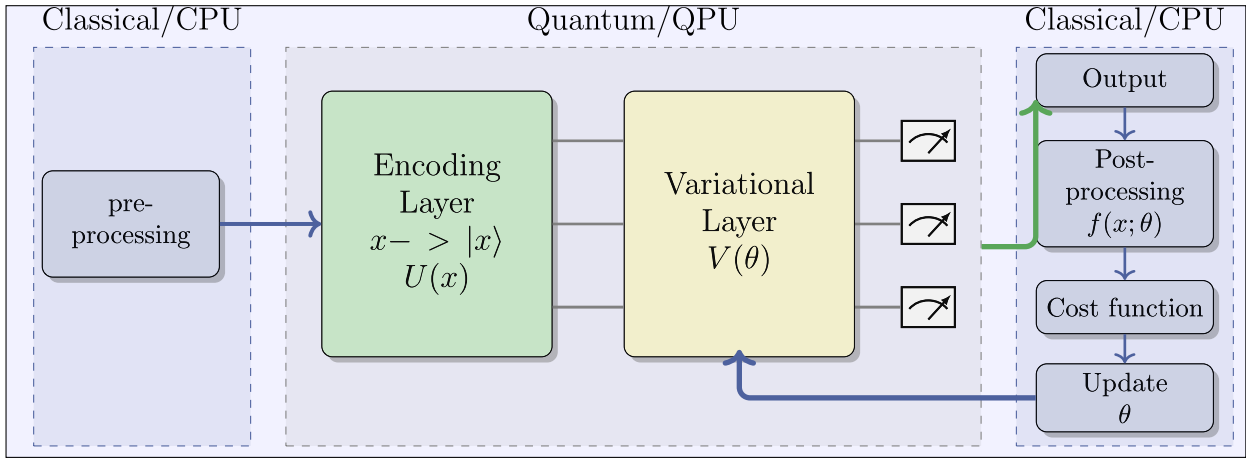 Classical/CPU
Quantum/QPU
Classical/CPU
pre-
processing
Encoding
Layer
x− > |x⟩
U(x)
Variational
Layer
V(θ)
Output
Post-
processing
f(x; θ)
Cost function
Update
θ